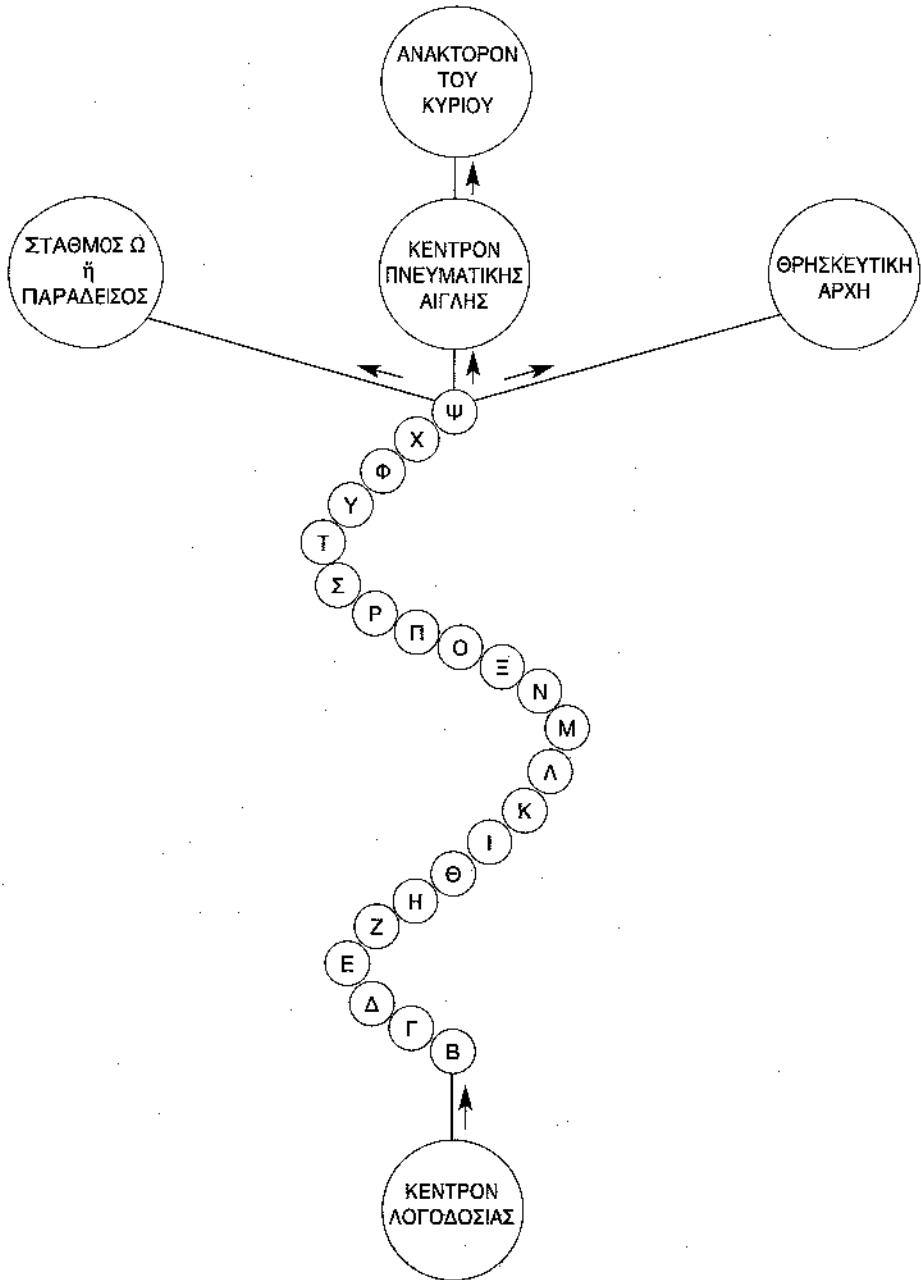 ΑΝΑΚΤΟΡΟΝ
ΤΟΥ
ΚΥΡΙΟΥ
ΣΤΑΘΜΟΣ Ω
ή
ΠΑΡΑΔΕΙΣΟΣ
ΚΕΝΤΡΟΝ
ΠΝΕΥΜΑΤΙΚΗΣ
ΑΙΓΛΗΣ
ΘΡΗΣΚΕΥΤΙΚΗ
ΑΡΧΗ
Ψ
Χ
Φ
Υ
Τ
Σ
Ρ
Π
Ο
Ξ
Ν
Μ
Λ
Κ
Ι
Θ
Η
Ζ
Ε
Δ
Γ
Β
ΚΕΝΤΡΟΝ
ΛΟΓΟΔΟΣΙΑΣ